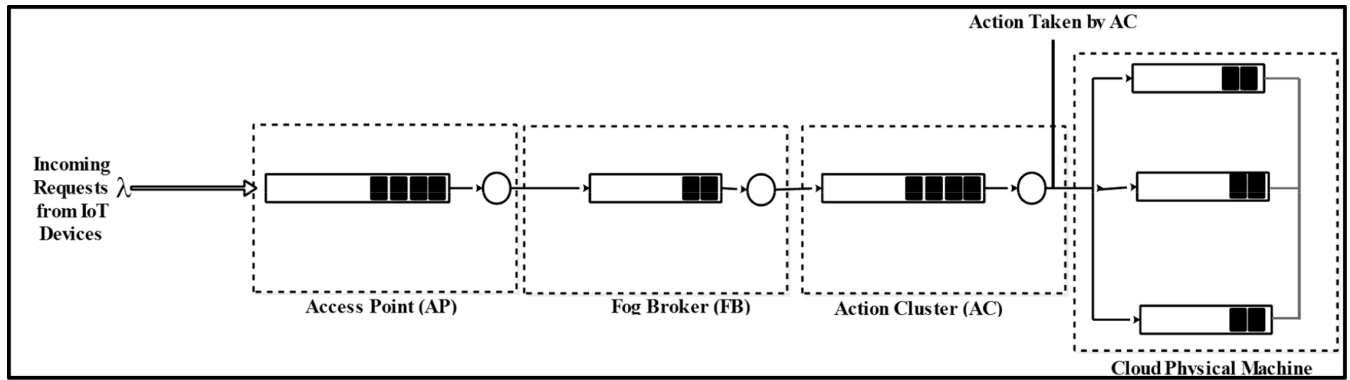 Action Taken by AC
Incoming
Requests λ
from IoT
Devices
Access Point (AP)
Fog Broker (FB)
Action Cluster (AC)
Cloud Physical Machine